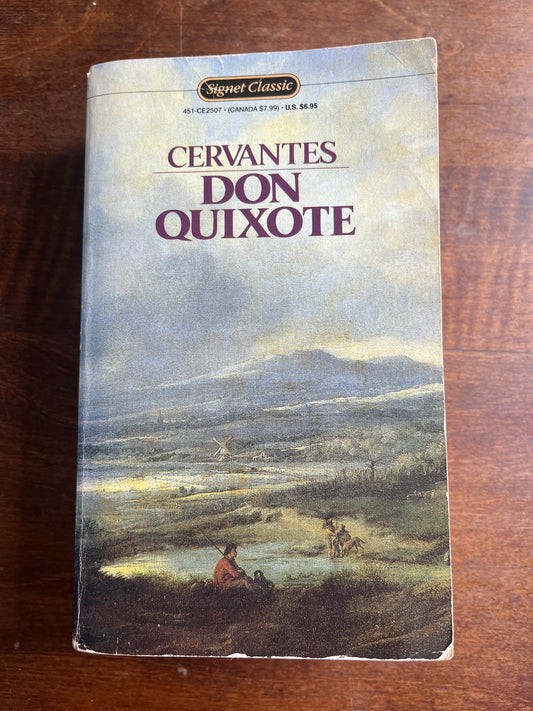 Signet Classic
451-CE2507 • (CANADA $7.99) • U.S. $6.95
CERVANTES
DON
QUIXOTE